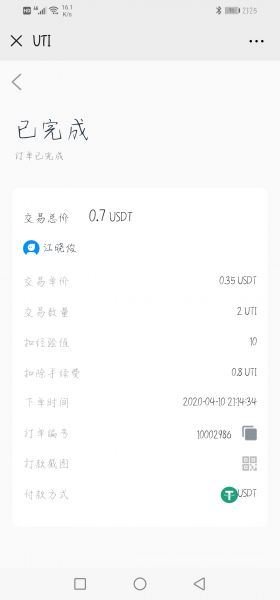 HD 4G 16.1 K/s 21:25
UTI
已完成
订单已完成
交易总价 0.7 USDT
江晓俊
交易单价 0.35 USDT
交易数量 2 UTI
扣经验值 10
扣除手续费 0.8 UTI
下单时间 2020-04-10 21:14:34
订单编号 10002986
打款截图
付款方式 USDT